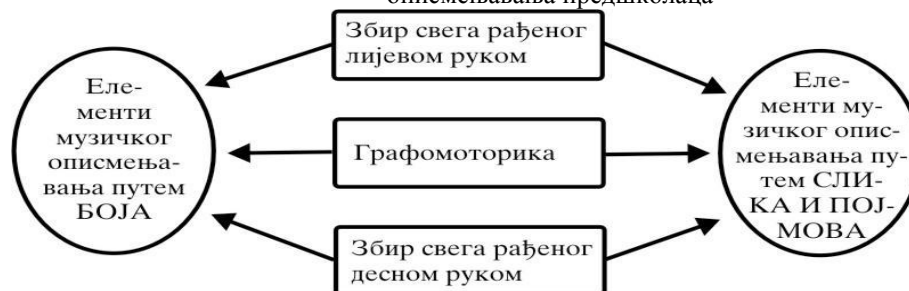 описмењавања предшколаца
Збир свега рађеног
лијевом руком
Еле-
менти
музичког
описмења-
вања путем
БОЈА
Графомоторика
Еле-
менти му-
зичког опис-
мењавања пу-
тем СЛИ-
КА И ПОЈ-
МОВА
Збир свега рађеног
десном руком